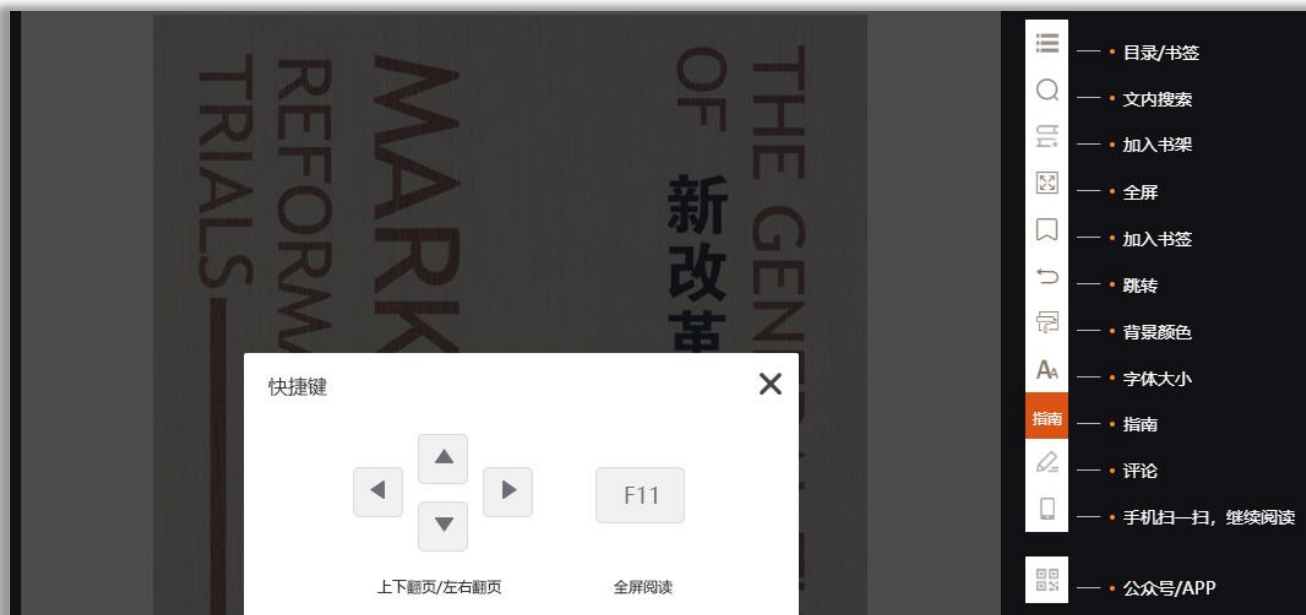 THE GENERAL
OF
新改革
MARK
REFORM
TRIALS
快捷键
F11
上下翻页/左右翻页
全屏阅读
目录/书签
文内搜索
加入书架
全屏
加入书签
跳转
背景颜色
AA
字体大小
指南
指南
评论
手机扫一扫，继续阅读
公众号/APP